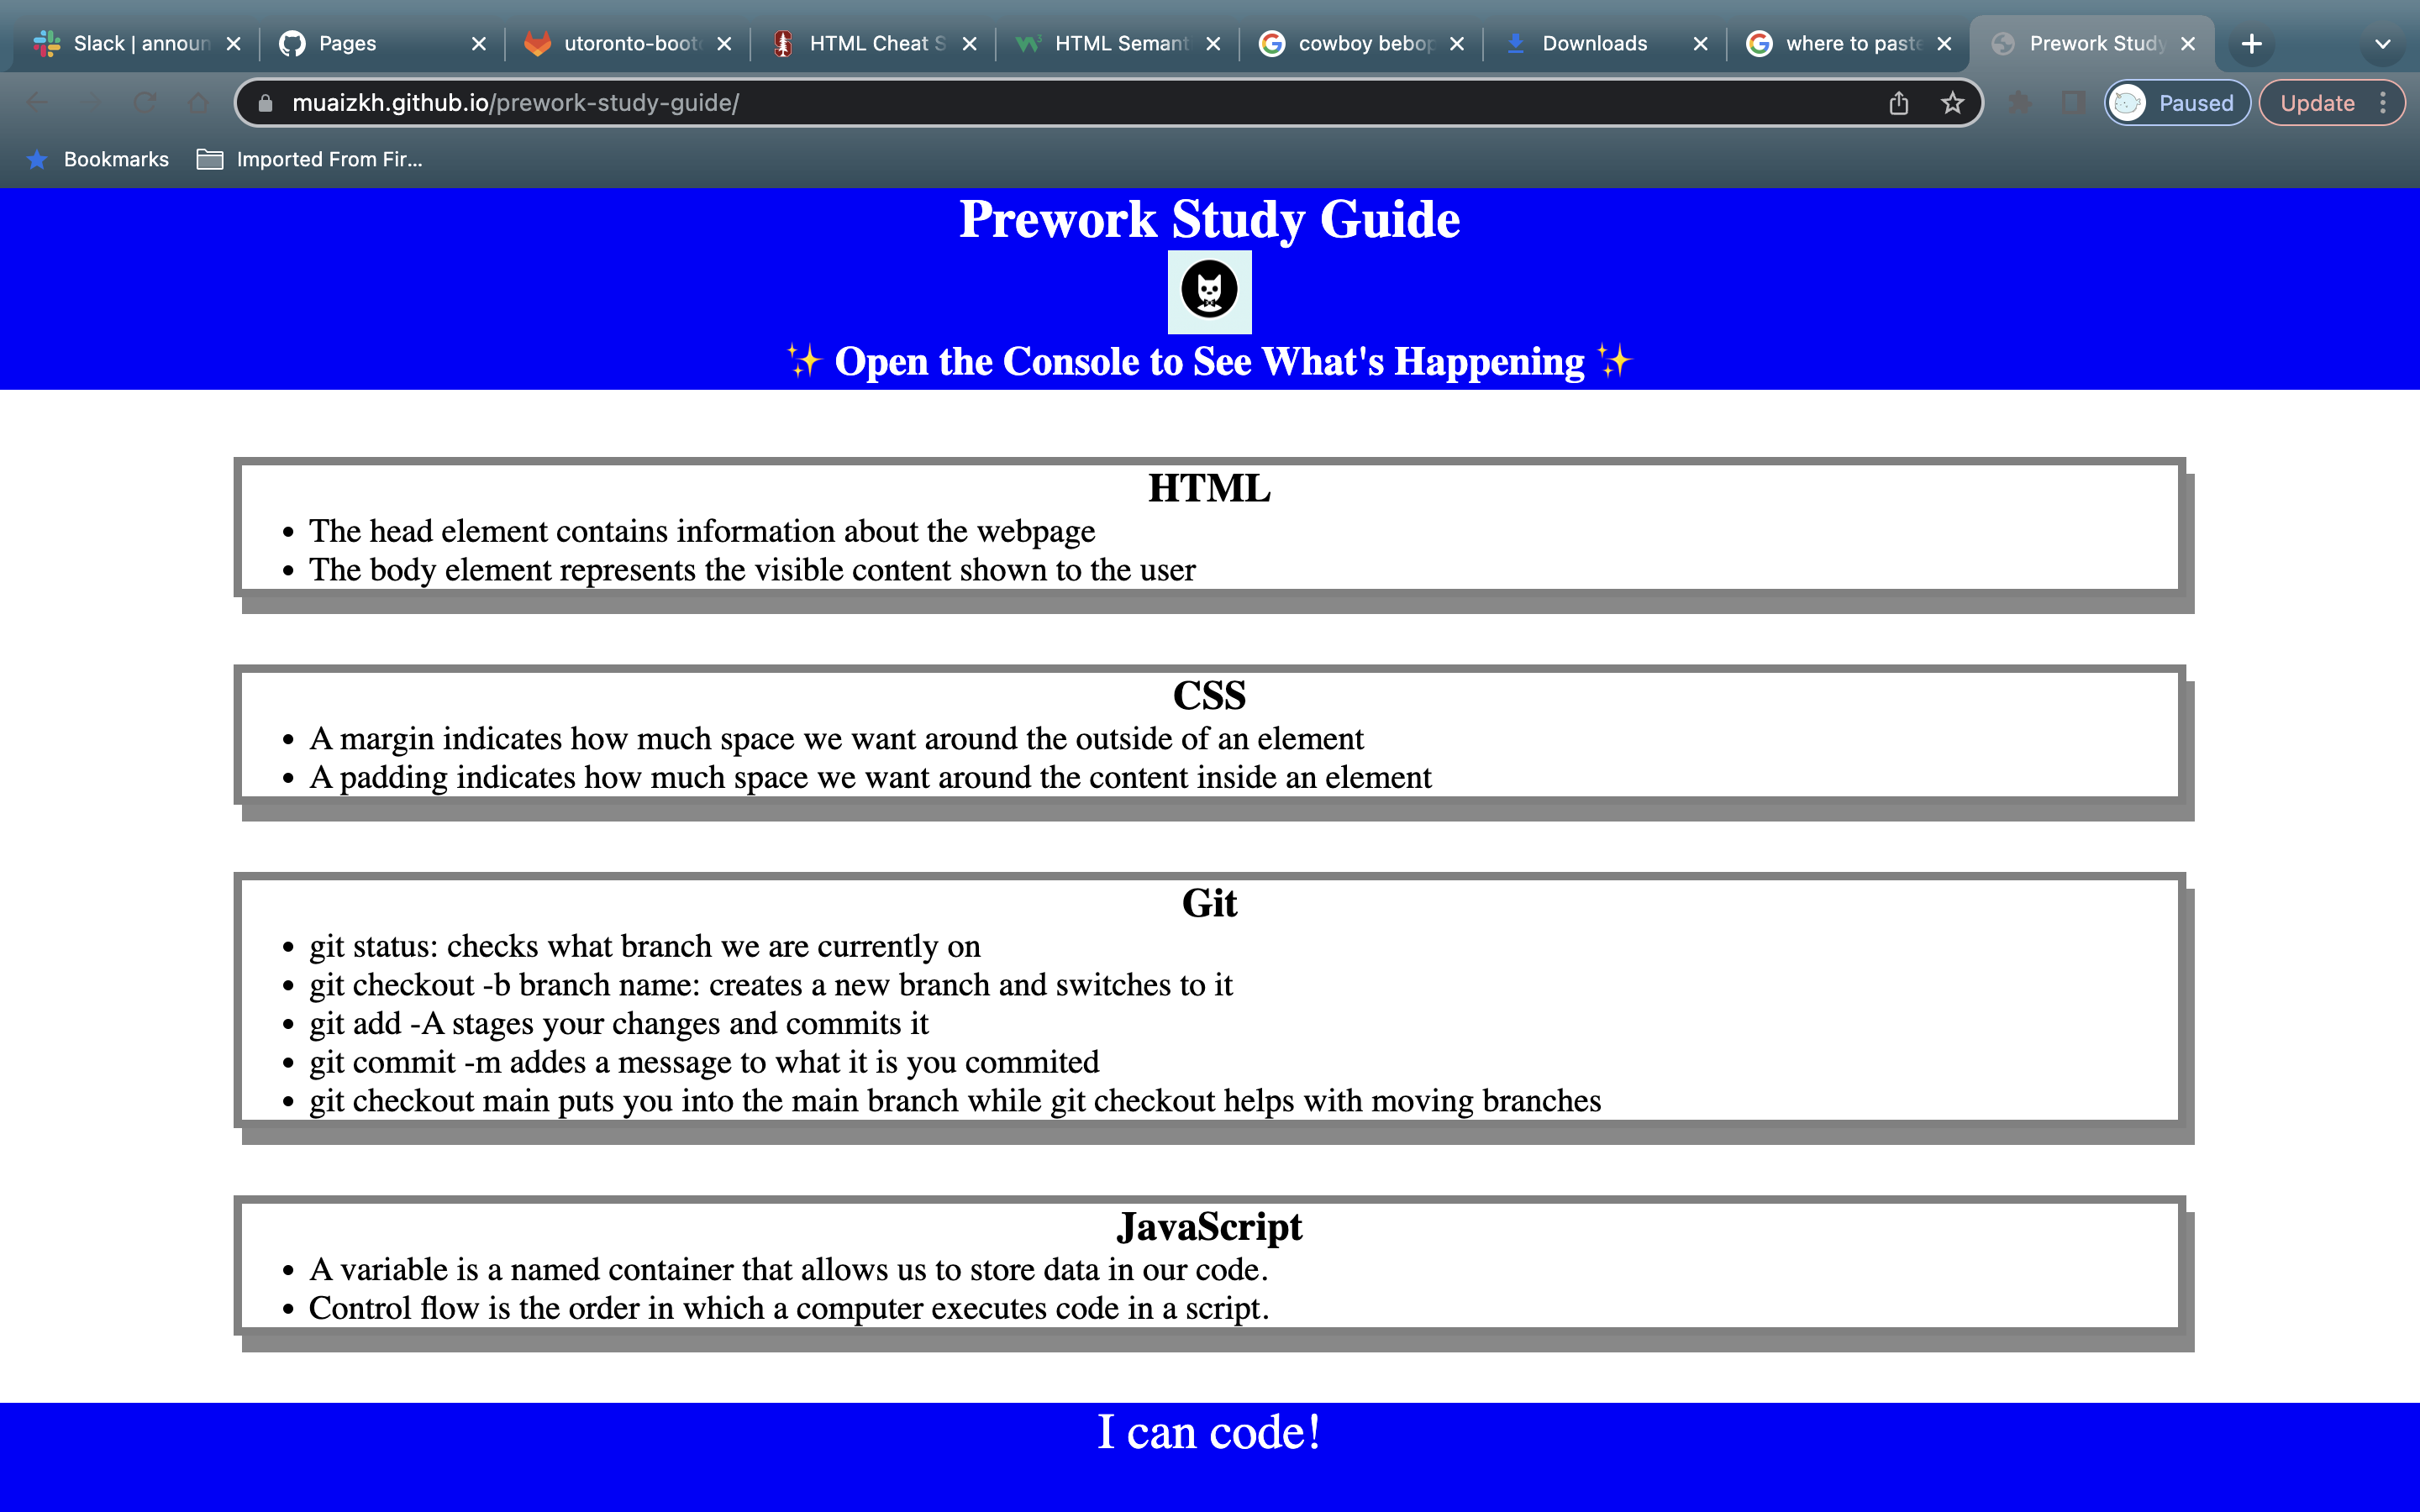 Slack | announ
Pages
utoronto-boot
HTML Cheat S
HTML Semant
cowboy bebop
Downloads
where to paste
Prework Study
muaizkh.github.io/prework-study-guide/
Paused
Update
Bookmarks
Imported From Fir...
Prework Study Guide
✨ Open the Console to See What's Happening ✨
HTML
• The head element contains information about the webpage
• The body element represents the visible content shown to the user
CSS
• A margin indicates how much space we want around the outside of an element
• A padding indicates how much space we want around the content inside an element
Git
• git status: checks what branch we are currently on
• git checkout -b branch name: creates a new branch and switches to it
• git add -A stages your changes and commits it
• git commit -m addes a message to what it is you commited
• git checkout main puts you into the main branch while git checkout helps with moving branches
JavaScript
• A variable is a named container that allows us to store data in our code.
• Control flow is the order in which a computer executes code in a script.
I can code!